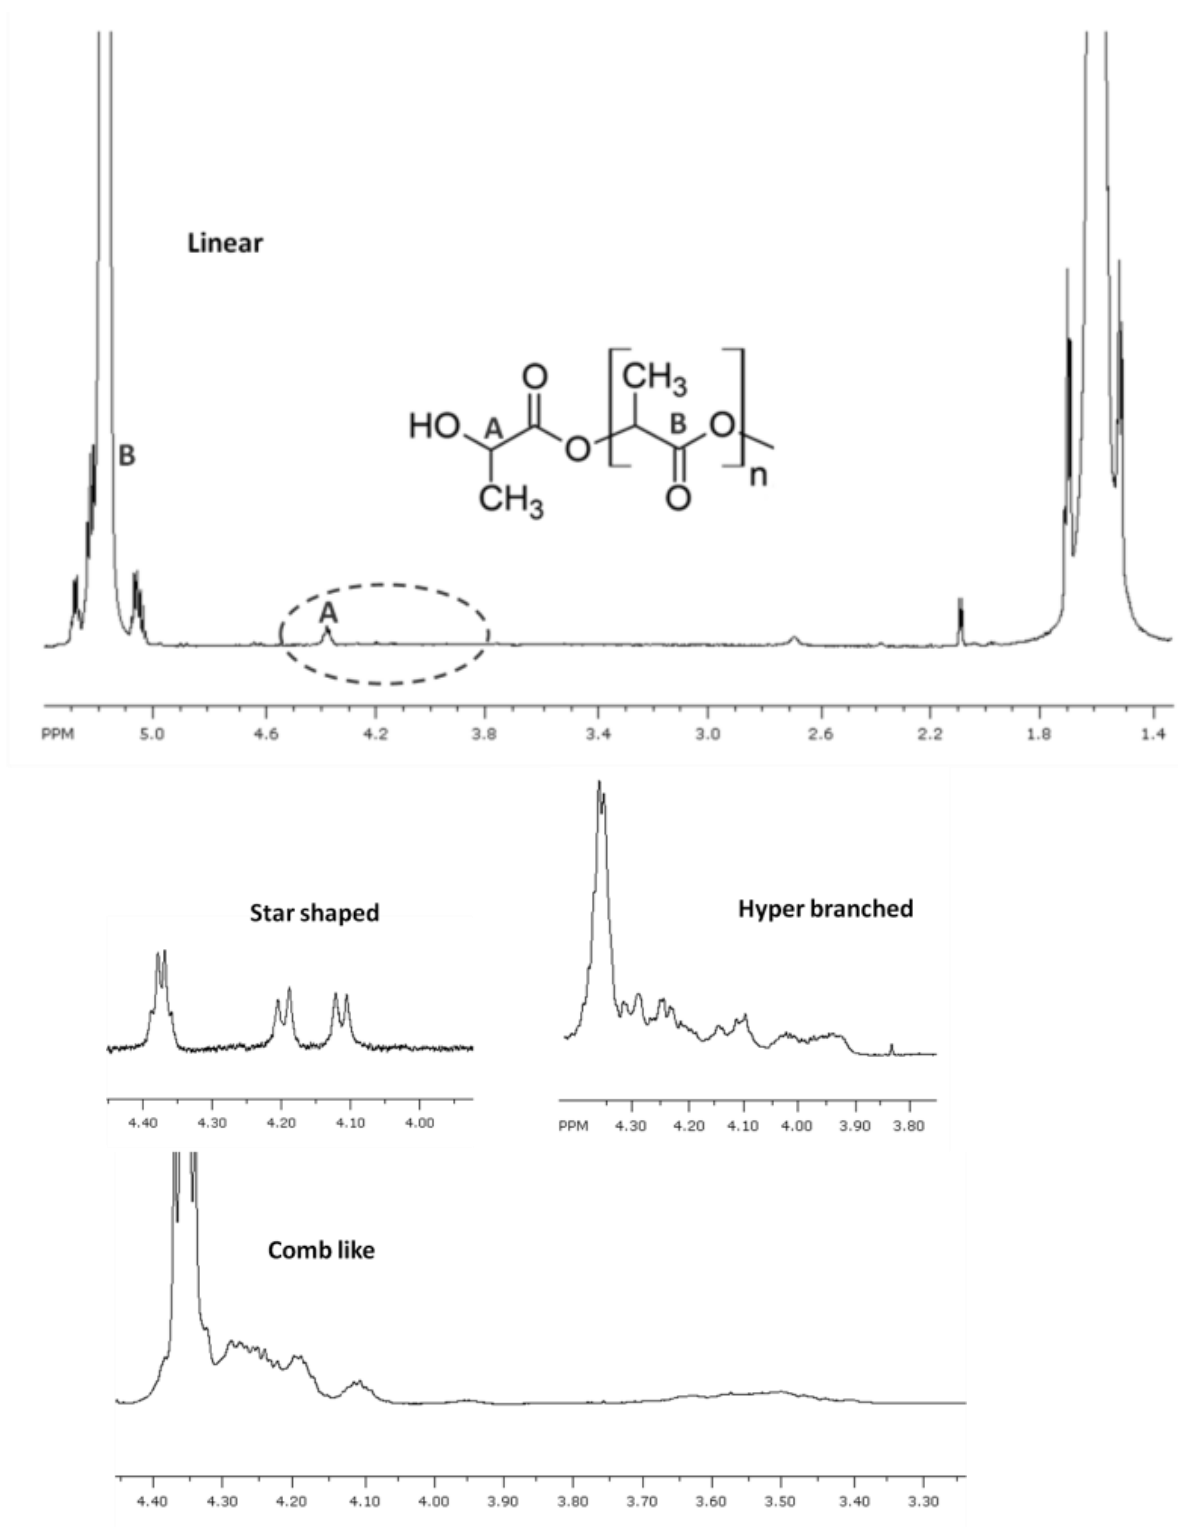 Linear
B
O
CH3
HO
A
B
O
O
n
CH3
O
A
PPM 5.0 4.6 4.2 3.8 3.4 3.0 2.6 2.2 1.8 1.4
Star shaped
4.40 4.30 4.20 4.10 4.00
Hyper branched
PPM 4.30 4.20 4.10 4.00 3.90 3.80
Comb like
4.40 4.30 4.20 4.10 4.00 3.90 3.80 3.70 3.60 3.50 3.40 3.30